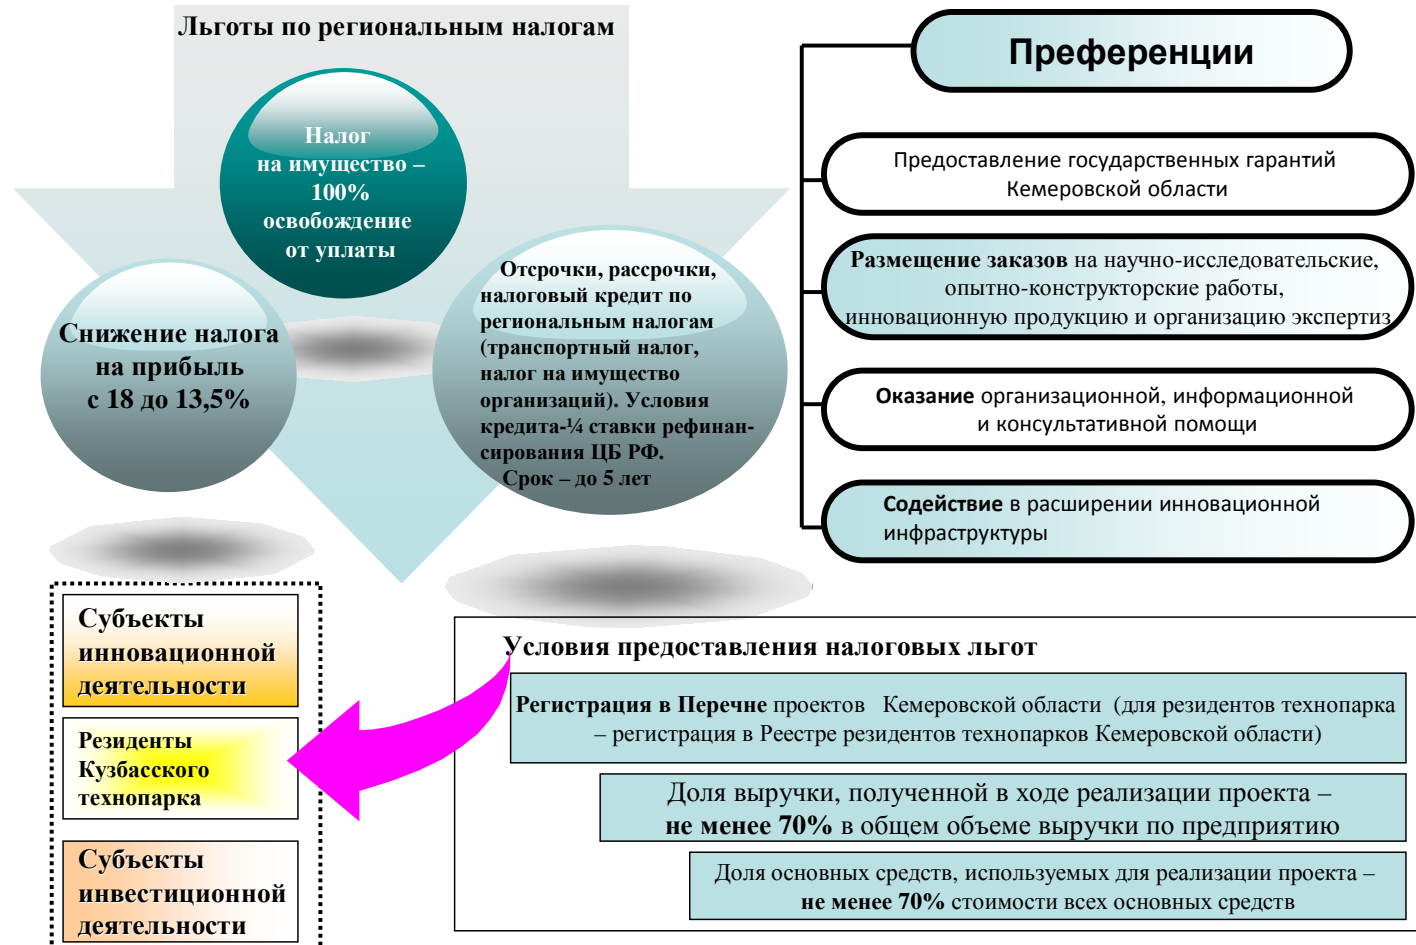 Льготы по региональным налогам
Налог
на имущество –
100%
освобождение
от уплаты
Снижение налога
на прибыль
с 18 до 13,5%
Отсрочки, рассрочки,
налоговый кредит по
региональным налогам
(транспортный налог,
налог на имущество
организаций). Условия
кредита-¼ ставки рефинан-
сирования ЦБ РФ.
Срок – до 5 лет
Преференции
Предоставление государственных гарантий
Кемеровской области
Размещение заказов на научно-исследовательские,
опытно-конструкторские работы,
инновационную продукцию и организацию экспертиз
Оказание организационной, информационной
и консультативной помощи
Содействие в расширении инновационной
инфраструктуры
Субъекты
инновационной
деятельности
Резиденты
Кузбасского
технопарка
Субъекты
инвестиционной
деятельности
Условия предоставления налоговых льгот
Регистрация в Перечне проектов Кемеровской области (для резидентов технопарка
– регистрация в Реестре резидентов технопарков Кемеровской области)
Доля выручки, полученной в ходе реализации проекта –
не менее 70% в общем объеме выручки по предприятию
Доля основных средств, используемых для реализации проекта –
не менее 70% стоимости всех основных средств